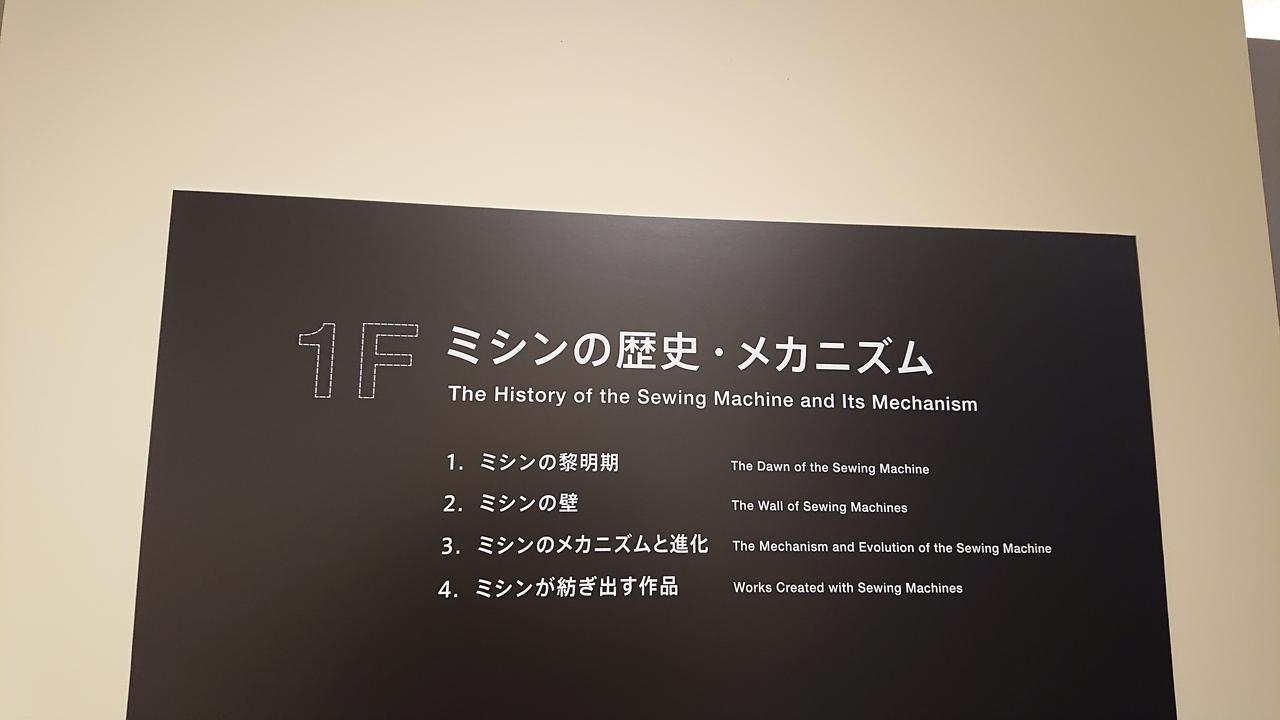 1F ミシンの歴史・メカニズム
The History of the Sewing Machine and Its Mechanism
1. ミシンの黎明期 The Dawn of the Sewing Machine
2. ミシンの壁 The Wall of Sewing Machines
3. ミシンのメカニズムと進化 The Mechanism and Evolution of the Sewing Machine
4. ミシンが紡ぎ出す作品 Works Created with Sewing Machines